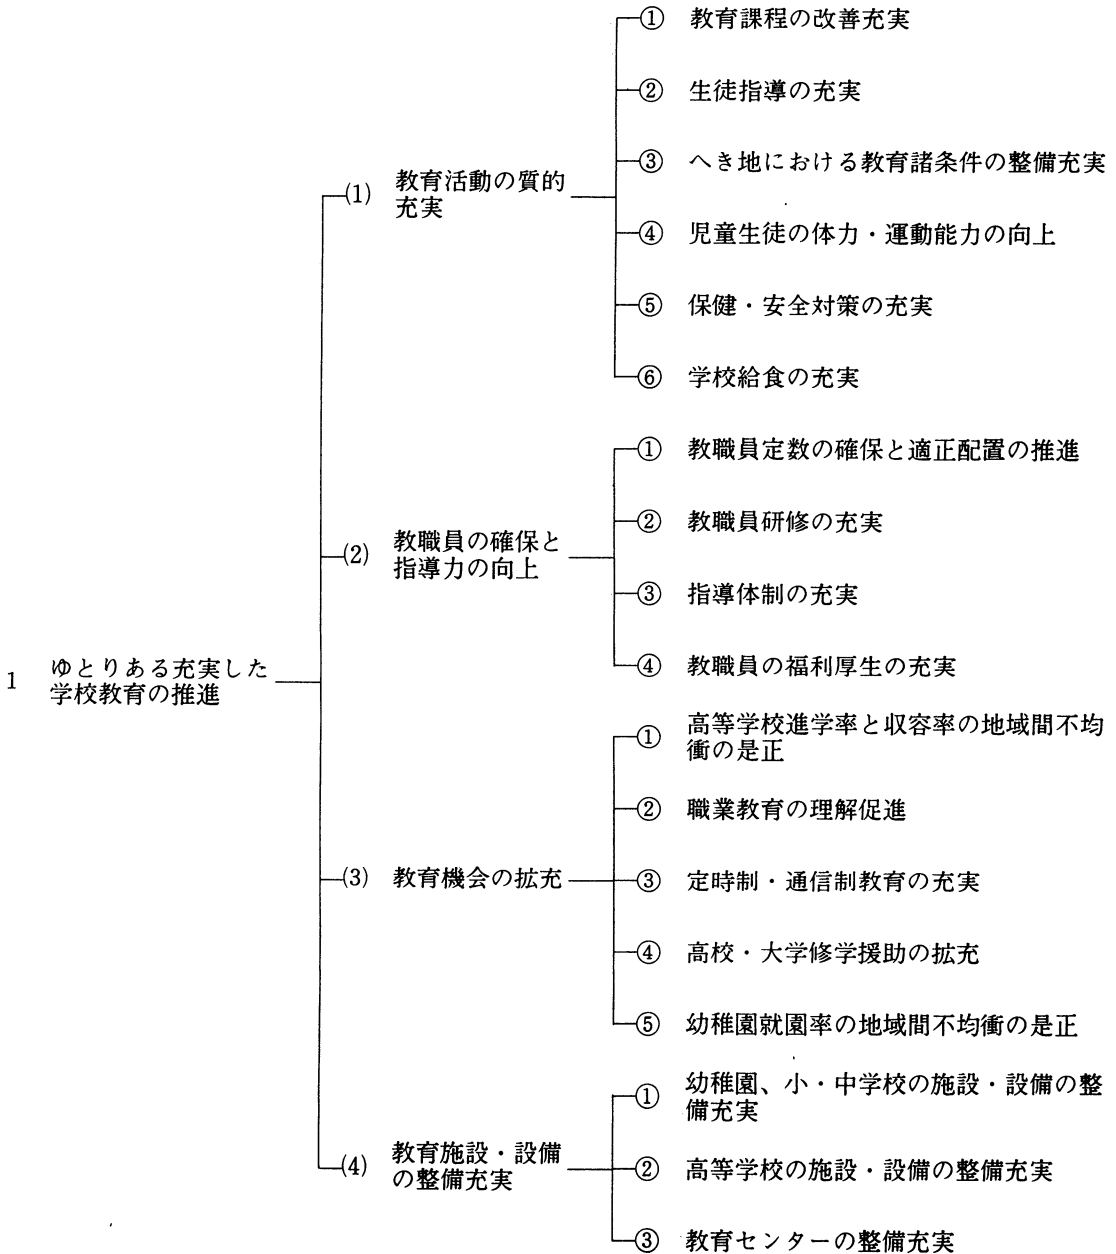 1 ゆとりある充実した
学校教育の推進
(1) 教育活動の質的
充実
① 教育課程の改善充実
② 生徒指導の充実
③ へき地における教育諸条件の整備充実
④ 児童生徒の体力・運動能力の向上
⑤ 保健・安全対策の充実
⑥ 学校給食の充実
(2) 教職員の確保と
指導力の向上
① 教職員定数の確保と適正配置の推進
② 教職員研修の充実
③ 指導体制の充実
④ 教職員の福利厚生の充実
(3) 教育機会の拡充
① 高等学校進学率と収容率の地域間不均
衡の是正
② 職業教育の理解促進
③ 定時制・通信制教育の充実
④ 高校・大学修学援助の拡充
⑤ 幼稚園就園率の地域間不均衡の是正
(4) 教育施設・設備
の整備充実
① 幼稚園、小・中学校の施設・設備の整
備充実
② 高等学校の施設・設備の整備充実
③ 教育センターの整備充実